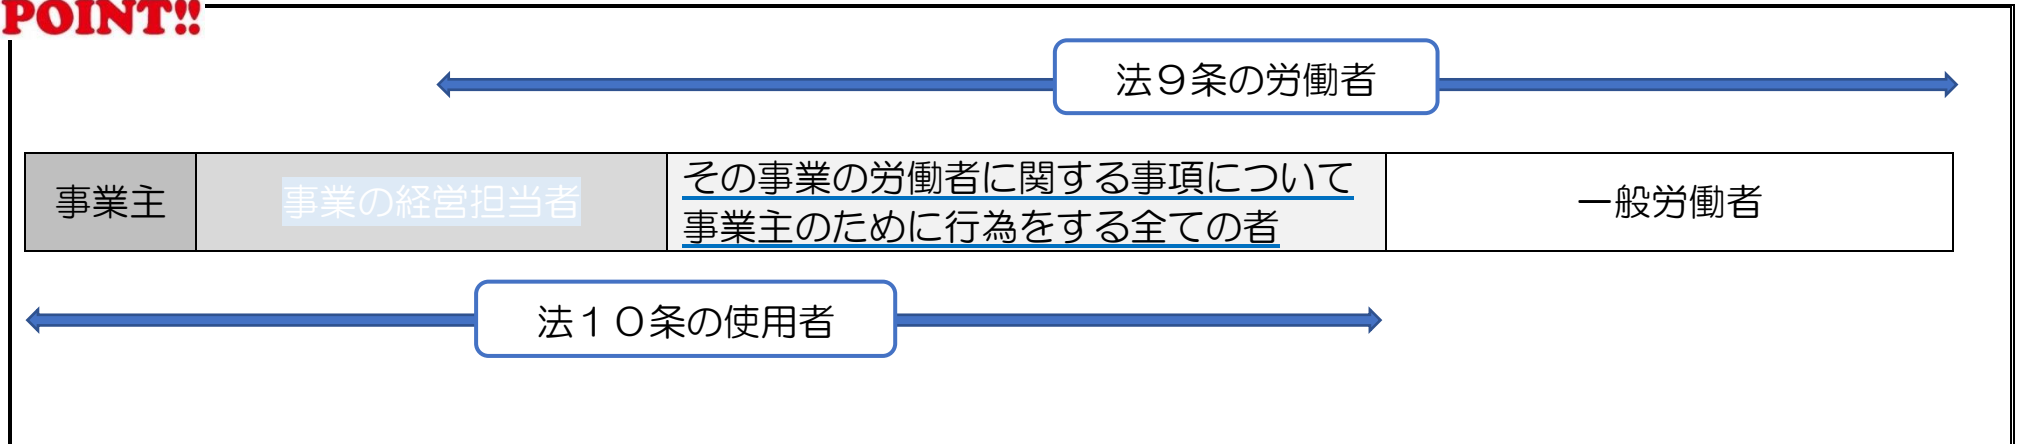 POINT!!
法９条の労働者
事業主
事業の経営担当者
その事業の労働者に関する事項について
事業主のために行為をする全ての者
一般労働者
法１０条の使用者